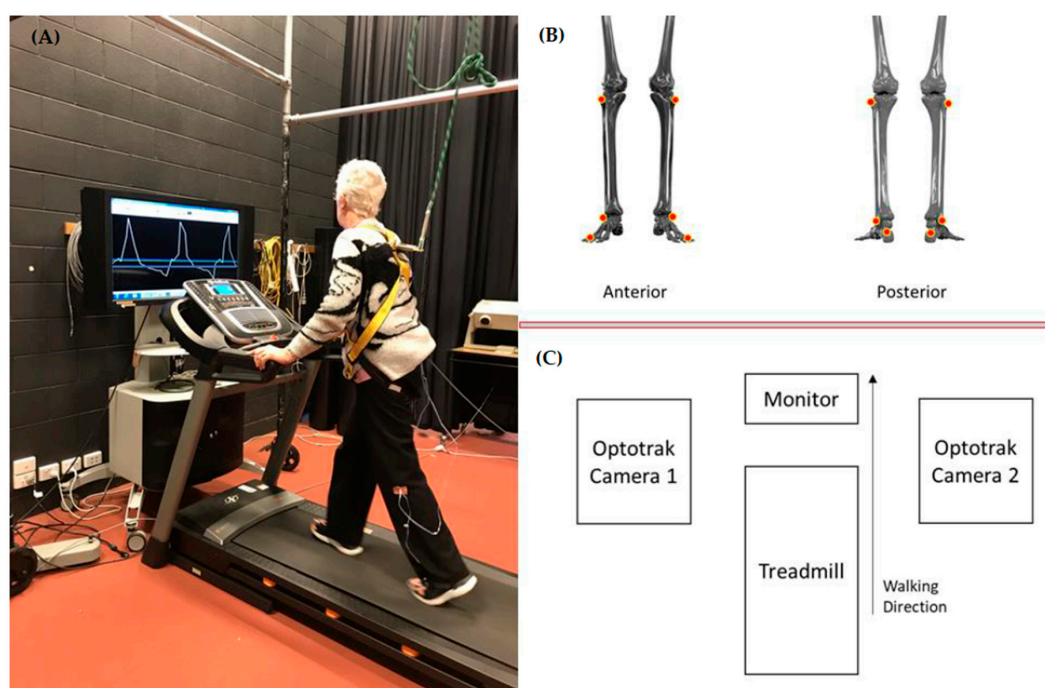 (A)
(B)
Anterior
Posterior
(C)
Monitor
Optotrak
Camera 1
Optotrak
Camera 2
Treadmill
Walking
Direction